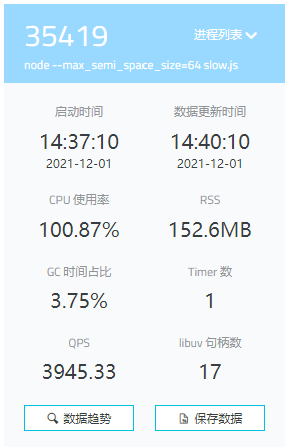 35419 进程列表
node --max_semi_space_size=64 slow.js
启动时间 数据更新时间
14:37:10 14:40:10
2021-12-01 2021-12-01
CPU 使用率 RSS
100.87% 152.6MB
GC 时间占比 Timer 数
3.75% 1
QPS libuv 句柄数
3945.33 17
数据趋势 保存数据